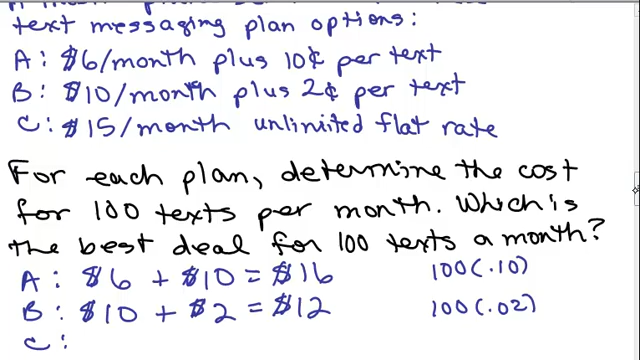 text messaging plan options:
A: $6/month plus 10¢ per text
B: $10/month plus 2¢ per text
C: $15/month unlimited flat rate
For each plan, determine the cost
for 100 texts per month. Which is
the best deal for 100 texts a month?
A: $6 + $10 = $16 100(.10)
B: $10 + $2 = $12 100(.02)
C: